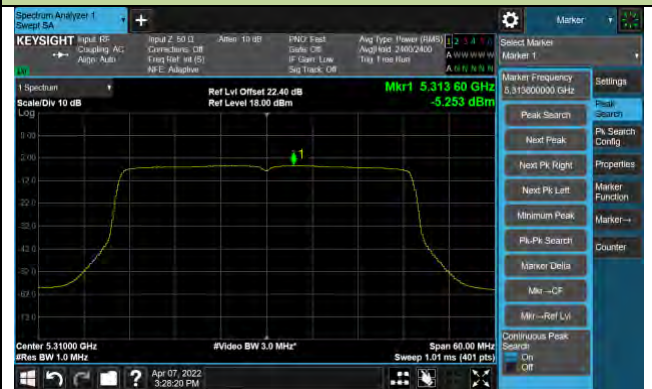 Spectrum Analyzer 1
Swept SA
Marker
KEYSIGHT
Input: RF
Coupling: AC
Align: Auto
Input Z: 50 Ω
Corrections: Off
Freq Ref: Int (S)
NFE: Adaptive
Atten: 10 dB
PNO: Fast
Gate: Off
IF Gain: Low
Sig Track: Off
Avg Type: Power (RMS)
Avg|Hold: 2400/2400
Trig: Free Run
1 2 3 4 5 6
A W W W W W
A N N N N N
Select Marker
Marker 1
1 Spectrum
Scale/Div 10 dB
Log
Ref Lvl Offset 22.40 dB
Ref Level 18.00 dBm
Mkr1 5.313 60 GHz
-5.253 dBm
Marker Frequency
5.313600000 GHz
Settings
Peak Search
Next Peak
Next Pk Right
Next Pk Left
Minimum Peak
Pk-Pk Search
Marker Delta
Mkr→CF
Mkr→Ref Lvl
Continuous Peak
Search
On
Off
Peak
Search
Pk Search
Config
Properties
Marker
Function
Marker→
Counter
8.00
-2.00
-12.0
-22.0
-32.0
-42.0
-52.0
-62.0
-72.0
1
Center 5.31000 GHz
#Res BW 1.0 MHz
#Video BW 3.0 MHz*
Span 60.00 MHz
Sweep 1.01 ms (401 pts)
?
Apr 07, 2022
3:28:20 PM